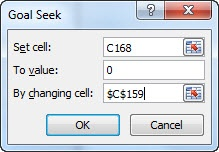 Goal Seek
?
Set cell: C168
To value: 0
By changing cell: $C$159
OK Cancel